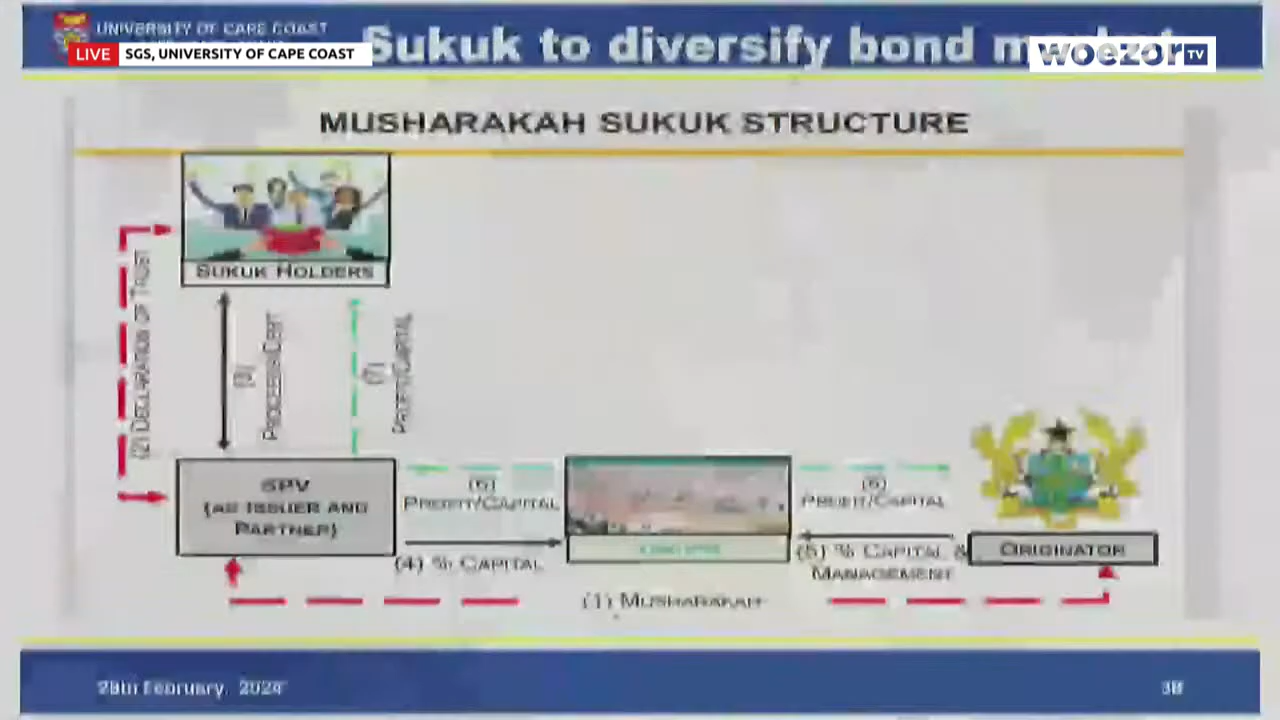 UNIVERSITY OF CAPE COAST
LIVE SGS, UNIVERSITY OF CAPE COAST
Sukuk to diversify bond
woezor TV
MUSHARAKAH SUKUK STRUCTURE
SUKUK HOLDERS
(2) DECLARATION OF TRUST
(3)
PROCEEDS/DEBT
(7)
PROFIT/CAPITAL
SPV
(AS ISSUER AND
PARTNER)
(6)
PROFIT/CAPITAL
(4) % CAPITAL
(6)
PROFIT/CAPITAL
(5) % CAPITAL &
MANAGEMENT
ORIGINATOR
(1) MUSHARAKAH
February, 2024